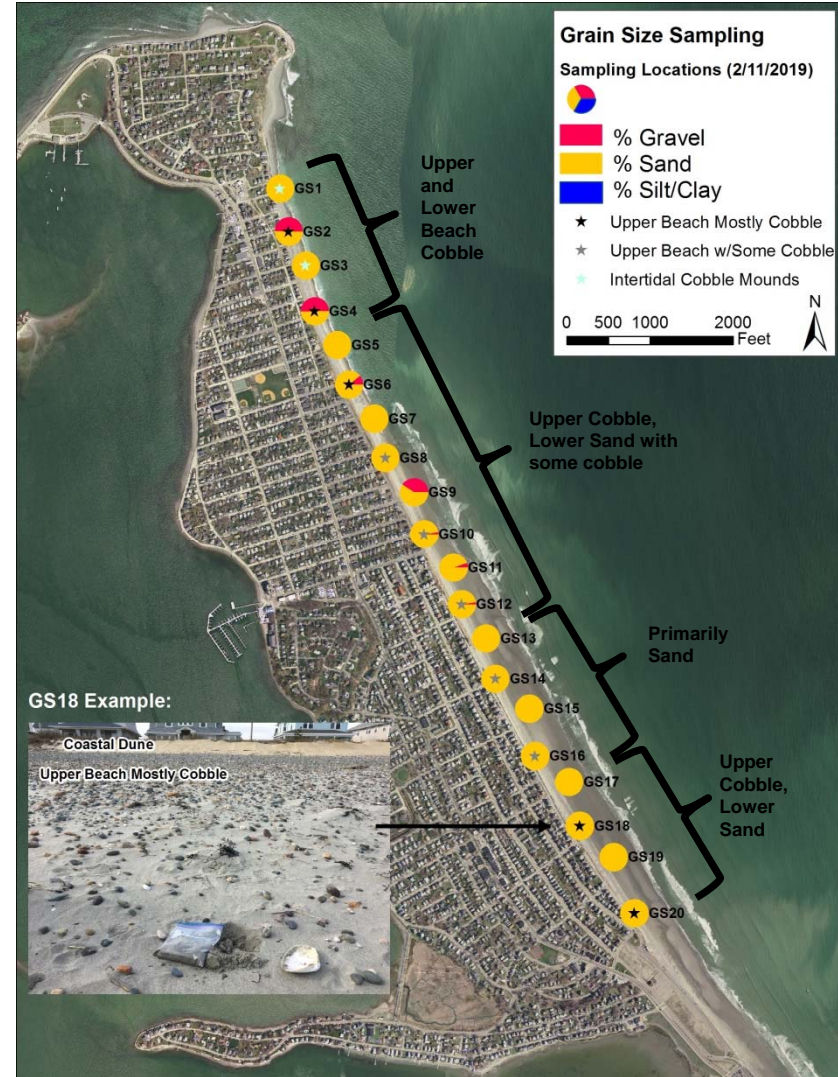 Grain Size Sampling
Sampling Locations (2/11/2019)
% Gravel
% Sand
% Silt/Clay
Upper Beach Mostly Cobble
Upper Beach w/Some Cobble
Intertidal Cobble Mounds
N
0 500 1000 2000
Feet
Upper
and
Lower
Beach
Cobble
GS1
GS2
GS3
GS4
GS5
GS6
GS7
Upper Cobble,
Lower Sand with
some cobble
GS8
GS9
GS10
GS11
GS12
GS13
Primarily
Sand
GS14
GS15
GS16
GS17
Upper
Cobble,
Lower
Sand
GS18
GS19
GS20
GS18 Example:
Coastal Dune
Upper Beach Mostly Cobble